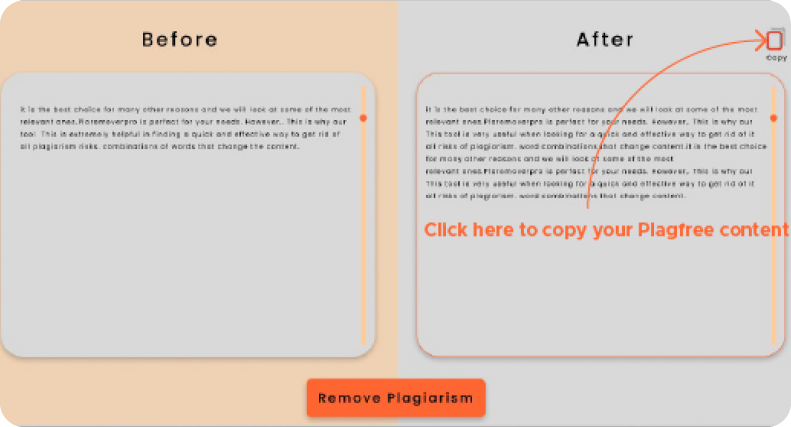 Before
It is the best choice for many other reasons and we will look at some of the most
relevant ones.Plaremoverpro is perfect for your needs. However,. This is why our
tool. This in extremely helpful in finding a quick and effective way to get rid of
all plagiarism risks. combinations of words that change the content.
After
Copy
It is the best choice for many other reasons and we will look at some of the most
relevant ones.Plaremoverpro is perfect for your needs. However,. This is why our
This tool is very useful when looking for a quick and effective way to get rid of it
all risks of plagiarism. word combinations that change content.It is the best choice
for many other reasons and we will look at some of the most
relevant ones.Plaremoverpro is perfect for your needs. However,. This is why our
This tool is very useful when looking for a quick and effective way to get rid of it
all risks of plagiarism. word combinations that change content.
Click here to copy your Plagfree content
Remove Plagiarism